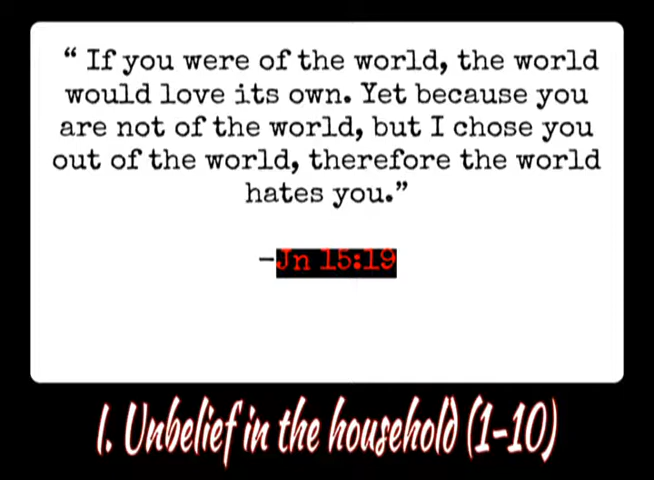 “ If you were of the world, the world
would love its own. Yet because you
are not of the world, but I chose you
out of the world, therefore the world
hates you.”
–Jn 15:19
I. Unbelief in the household (1-10)